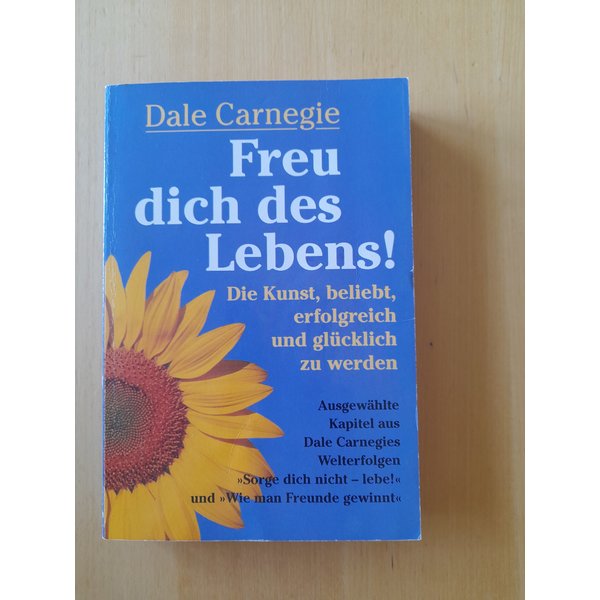 Dale Carnegie
Freu
dich des
Lebens!
Die Kunst, beliebt,
erfolgreich
und glücklich
zu werden
Ausgewählte
Kapitel aus
Dale Carnegies
Welterfolgen
»Sorge dich nicht – lebe!«
und »Wie man Freunde gewinnt«